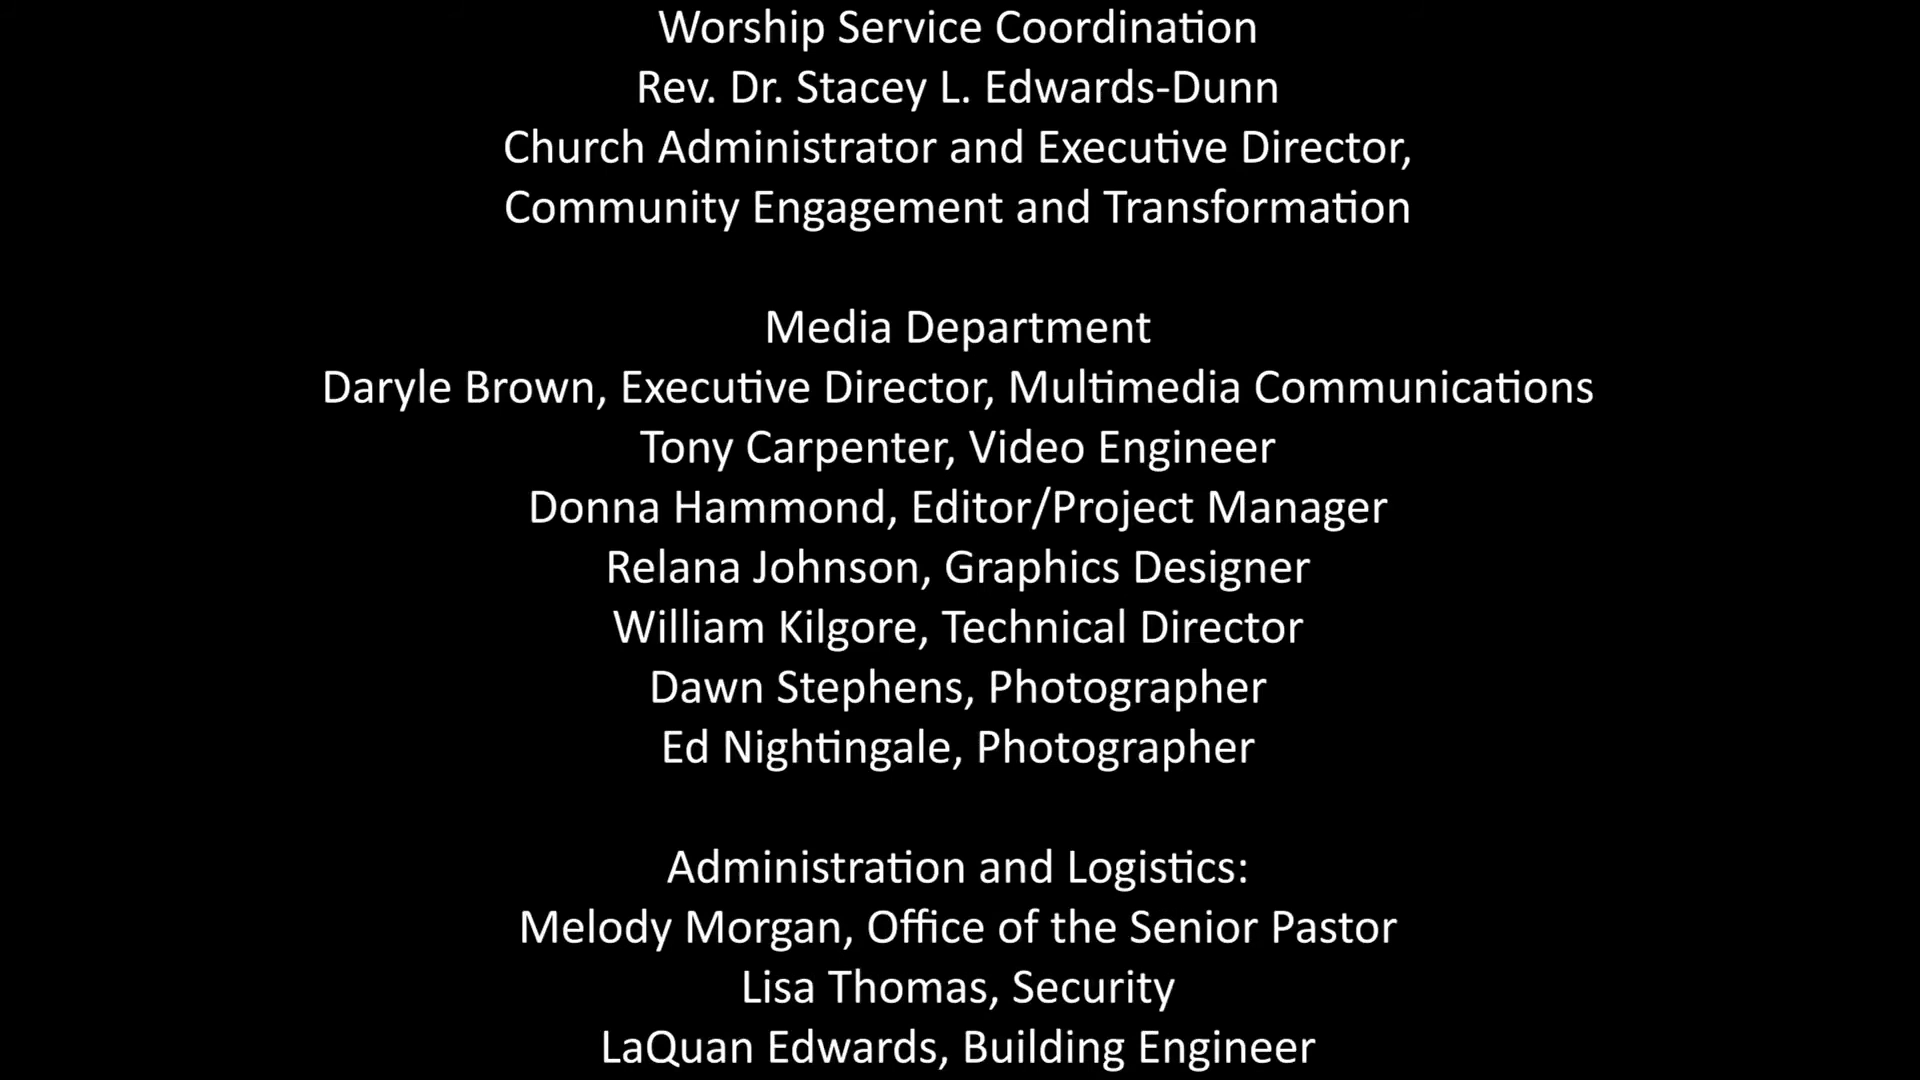 Worship Service Coordination
Rev. Dr. Stacey L. Edwards-Dunn
Church Administrator and Executive Director,
Community Engagement and Transformation
Media Department
Daryle Brown, Executive Director, Multimedia Communications
Tony Carpenter, Video Engineer
Donna Hammond, Editor/Project Manager
Relana Johnson, Graphics Designer
William Kilgore, Technical Director
Dawn Stephens, Photographer
Ed Nightingale, Photographer
Administration and Logistics:
Melody Morgan, Office of the Senior Pastor
Lisa Thomas, Security
LaQuan Edwards, Building Engineer